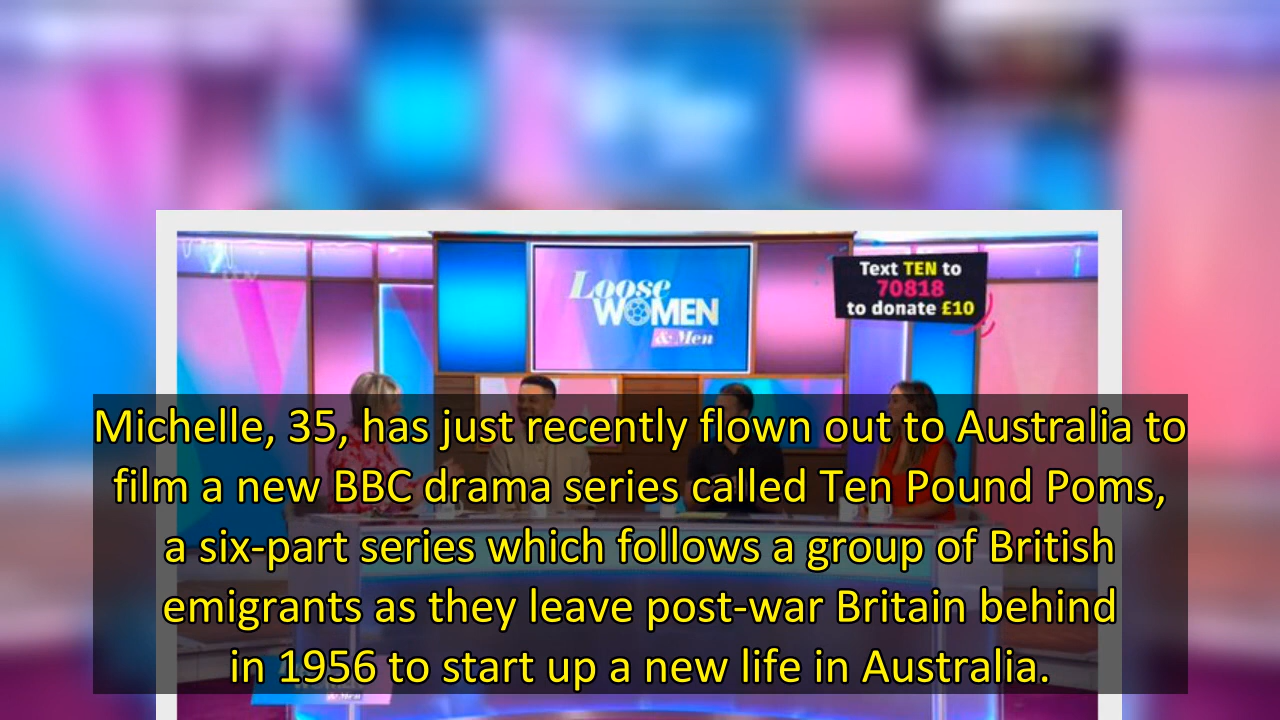 itv
Loose
WOMEN
& Men
Text TEN to
70818
to donate £10
Michelle, 35, has just recently flown out to Australia to
film a new BBC drama series called Ten Pound Poms,
a six-part series which follows a group of British
emigrants as they leave post-war Britain behind
in 1956 to start up a new life in Australia.
& Men